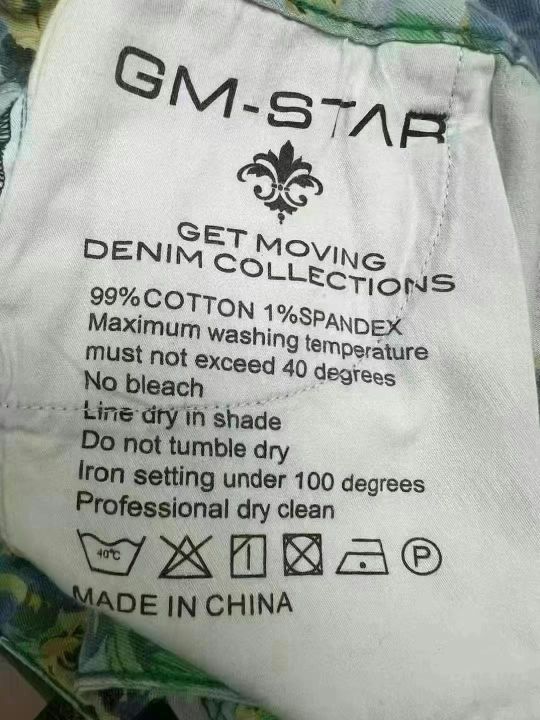 GM-STAR
GET MOVING
DENIM COLLECTIONS
99%COTTON 1%SPANDEX
Maximum washing temperature
must not exceed 40 degrees
No bleach
Line dry in shade
Do not tumble dry
Iron setting under 100 degrees
Professional dry clean
40°C P
MADE IN CHINA